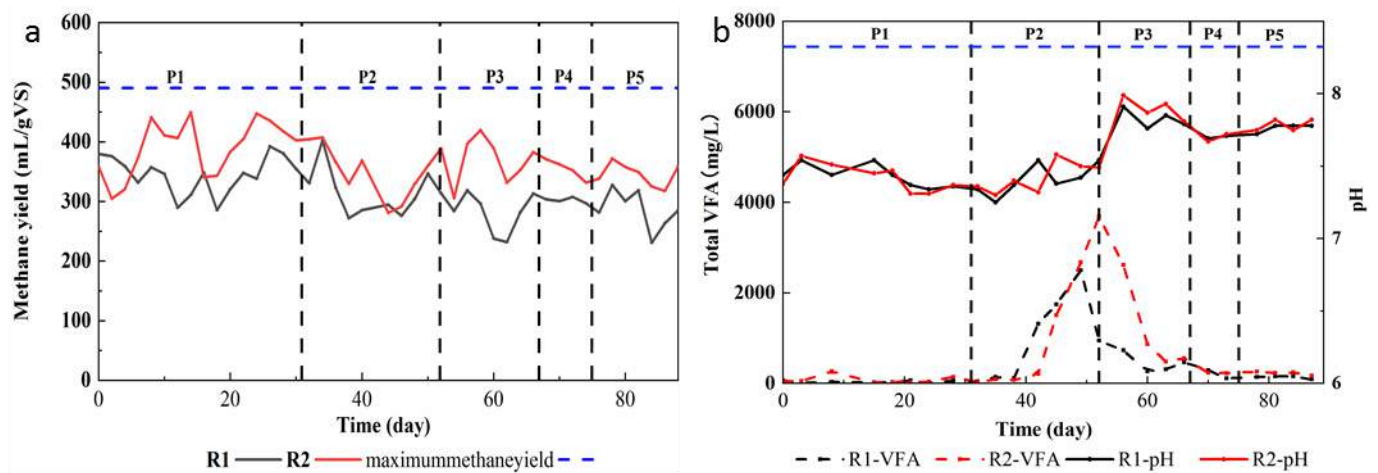 a
600
500
400
300
200
100
0
Methane yield (mL/gVS)
P1
P2
P3
P4
P5
0
20
40
60
80
Time (day)
R1
R2
maximummethaneyield
b
8000
6000
4000
2000
0
Total VFA (mg/L)
P1
P2
P3
P4
P5
8
7
6
pH
0
20
40
60
80
Time (day)
R1-VFA
R2-VFA
R1-pH
R2-pH